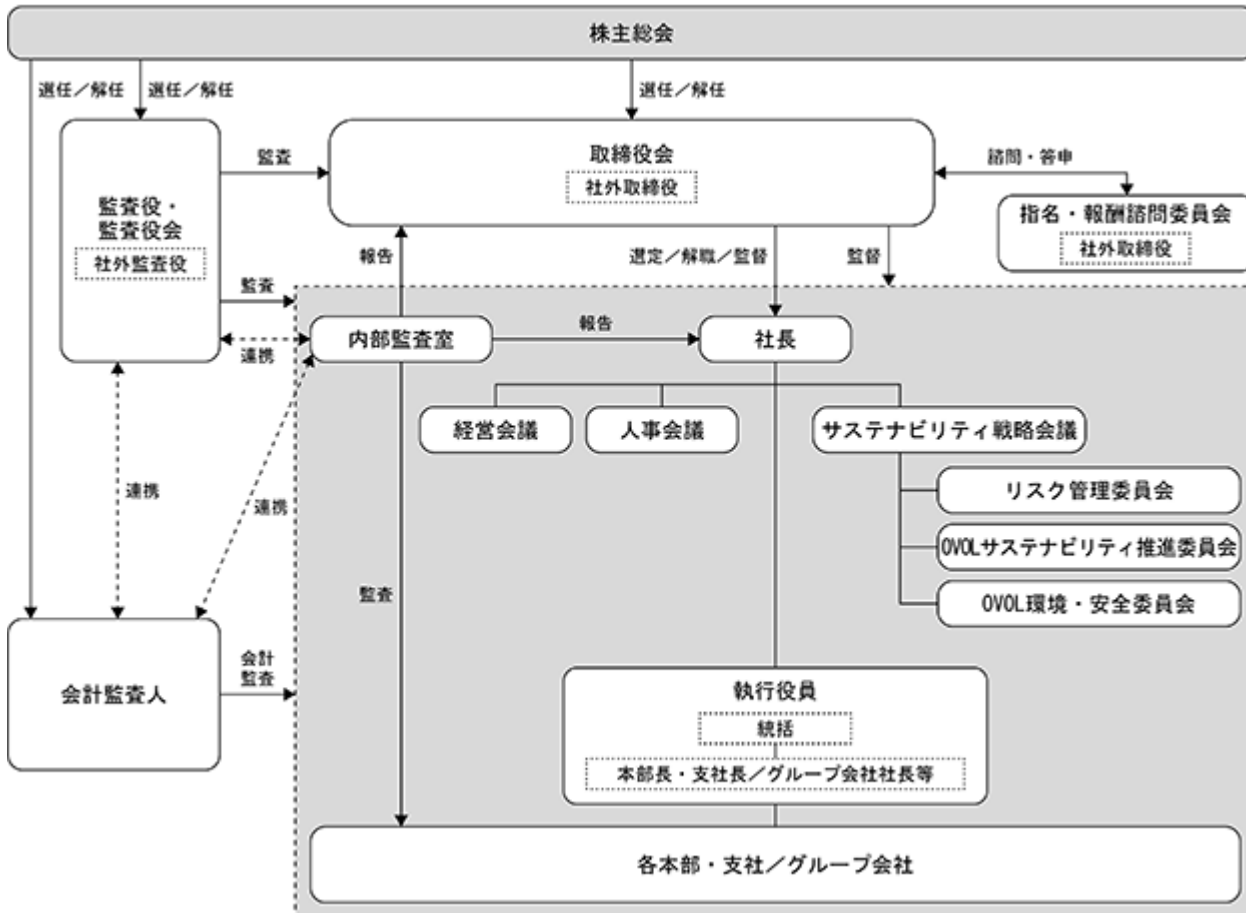 株主総会
選任／解任
選任／解任
選任／解任
監査役・
監査役会
社外監査役
監査
取締役会
社外取締役
諮問・答申
指名・報酬諮問委員会
社外取締役
報告
選定／解職／監督
監督
監査
連携
内部監査室
報告
社長
経営会議
人事会議
サステナビリティ戦略会議
リスク管理委員会
OVOLサステナビリティ推進委員会
OVOL環境・安全委員会
連携
連携
監査
会計監査人
会計
監査
執行役員
統括
本部長・支社長／グループ会社社長等
各本部・支社／グループ会社